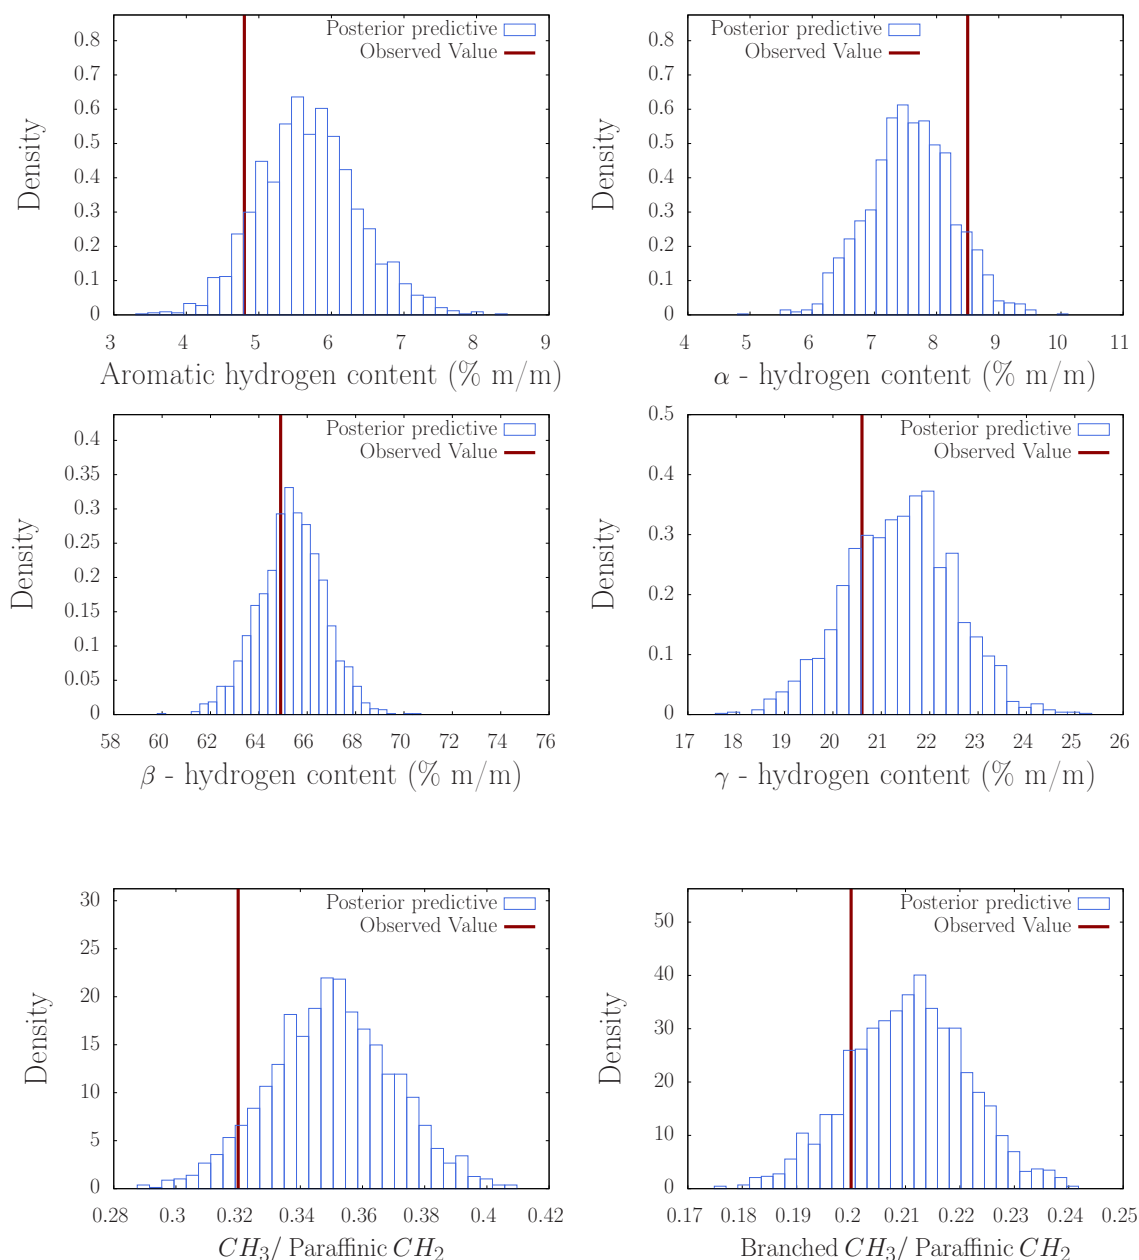 0.8
0.7
0.6
0.5
0.4
0.3
0.2
0.1
0
Density
Posterior predictive
Observed Value
3 4 5 6 7 8 9
Aromatic hydrogen content (% m/m)
0.8
0.7
0.6
0.5
0.4
0.3
0.2
0.1
0
Density
Posterior predictive
Observed Value
4 5 6 7 8 9 10 11
α - hydrogen content (% m/m)
0.4
0.35
0.3
0.25
0.2
0.15
0.1
0.05
0
Density
Posterior predictive
Observed Value
58 60 62 64 66 68 70 72 74 76
β - hydrogen content (% m/m)
0.5
0.4
0.3
0.2
0.1
0
Density
Posterior predictive
Observed Value
17 18 19 20 21 22 23 24 25 26
γ - hydrogen content (% m/m)
30
25
20
15
10
5
0
Density
Posterior predictive
Observed Value
0.28 0.3 0.32 0.34 0.36 0.38 0.4 0.42
CH₃/ Paraffinic CH₂
50
40
30
20
10
0
Density
Posterior predictive
Observed Value
0.17 0.18 0.19 0.2 0.21 0.22 0.23 0.24 0.25
Branched CH₃/ Paraffinic CH₂